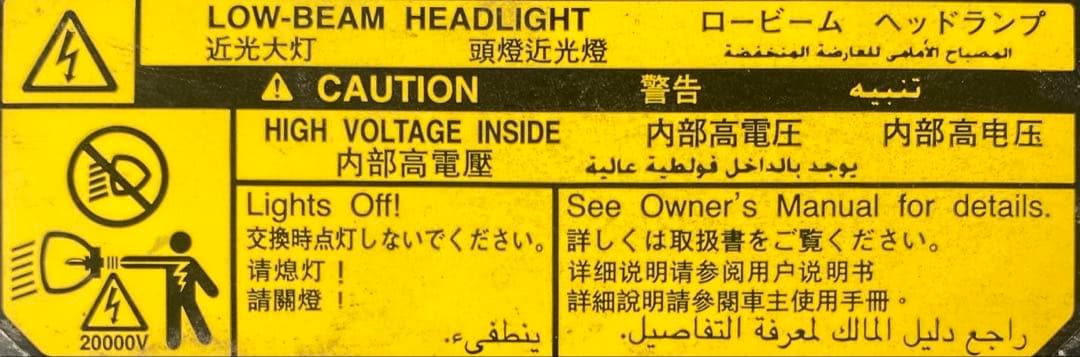 LOW-BEAM HEADLIGHT ロービーム ヘッドランプ
近光大灯 頭燈近光燈 المصباح الأمامى للعارضة المنخفضة
CAUTION 警告 تنبيه
HIGH VOLTAGE INSIDE 内部高電圧 内部高电压
内部高電壓 يوجد بالداخل فولطية عالية
Lights Off!
交換時点灯しないでください。
请熄灯！
請關燈！
ينطفىء.
See Owner's Manual for details.
詳しくは取扱書をご覧ください。
详细说明请参阅用户说明书
詳細說明請參閱車主使用手冊。
راجع دليل المالك لمعرفة التفاصيل.
20000V